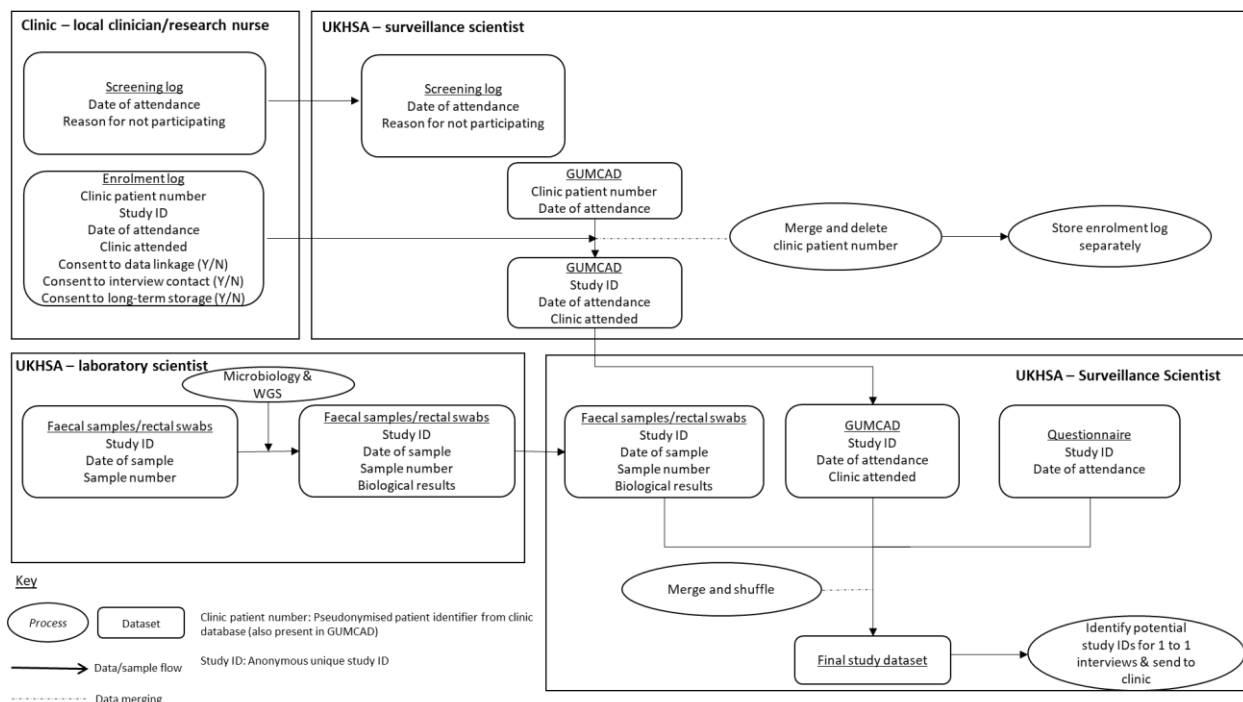 Clinic – local clinician/research nurse
Screening log
Date of attendance
Reason for not participating
Enrolment log
Clinic patient number
Study ID
Date of attendance
Clinic attended
Consent to data linkage (Y/N)
Consent to interview contact (Y/N)
Consent to long-term storage (Y/N)
UKHSA – surveillance scientist
Screening log
Date of attendance
Reason for not participating
GUMCAD
Clinic patient number
Date of attendance
Merge and delete
clinic patient number
Store enrolment log
separately
GUMCAD
Study ID
Date of attendance
Clinic attended
UKHSA – laboratory scientist
Microbiology &
WGS
Faecal samples/rectal swabs
Study ID
Date of sample
Sample number
Faecal samples/rectal swabs
Study ID
Date of sample
Sample number
Biological results
UKHSA – Surveillance Scientist
Faecal samples/rectal swabs
Study ID
Date of sample
Sample number
Biological results
GUMCAD
Study ID
Date of attendance
Clinic attended
Questionnaire
Study ID
Date of attendance
Merge and shuffle
Final study dataset
Identify potential
study IDs for 1 to 1
interviews & send to
clinic
Key
Process
Dataset
Clinic patient number: Pseudonymised patient identifier from clinic
database (also present in GUMCAD)
Data/sample flow
Study ID: Anonymous unique study ID
Data merging